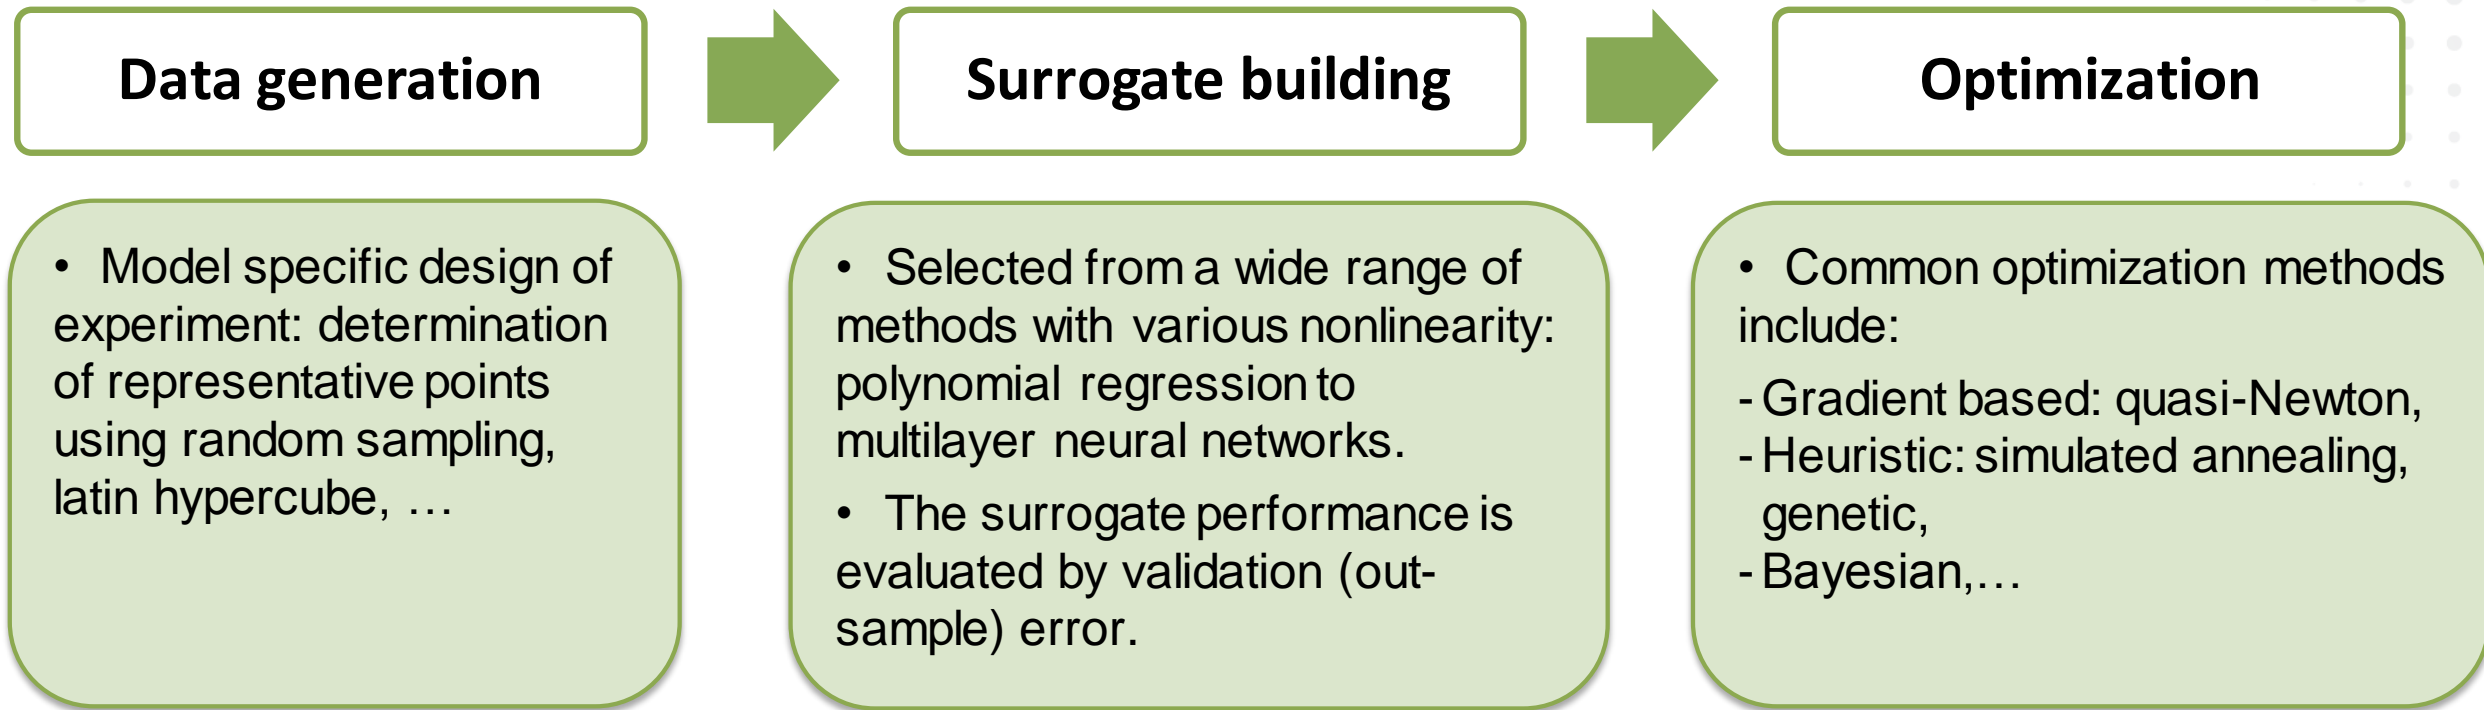 Data generation
Surrogate building
Optimization
• Model specific design of
experiment: determination
of representative points
using random sampling,
latin hypercube, …
• Selected from a wide range of
methods with various nonlinearity:
polynomial regression to
multilayer neural networks.
• The surrogate performance is
evaluated by validation (out-
sample) error.
• Common optimization methods
include:
- Gradient based: quasi-Newton,
- Heuristic: simulated annealing,
genetic,
- Bayesian,…